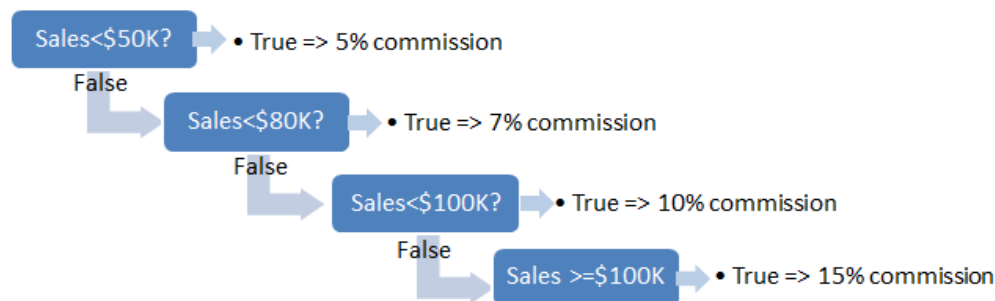 Sales<$50K?
• True => 5% commission
False
Sales<$80K?
• True => 7% commission
False
Sales<$100K?
• True => 10% commission
False
Sales >=$100K
• True => 15% commission